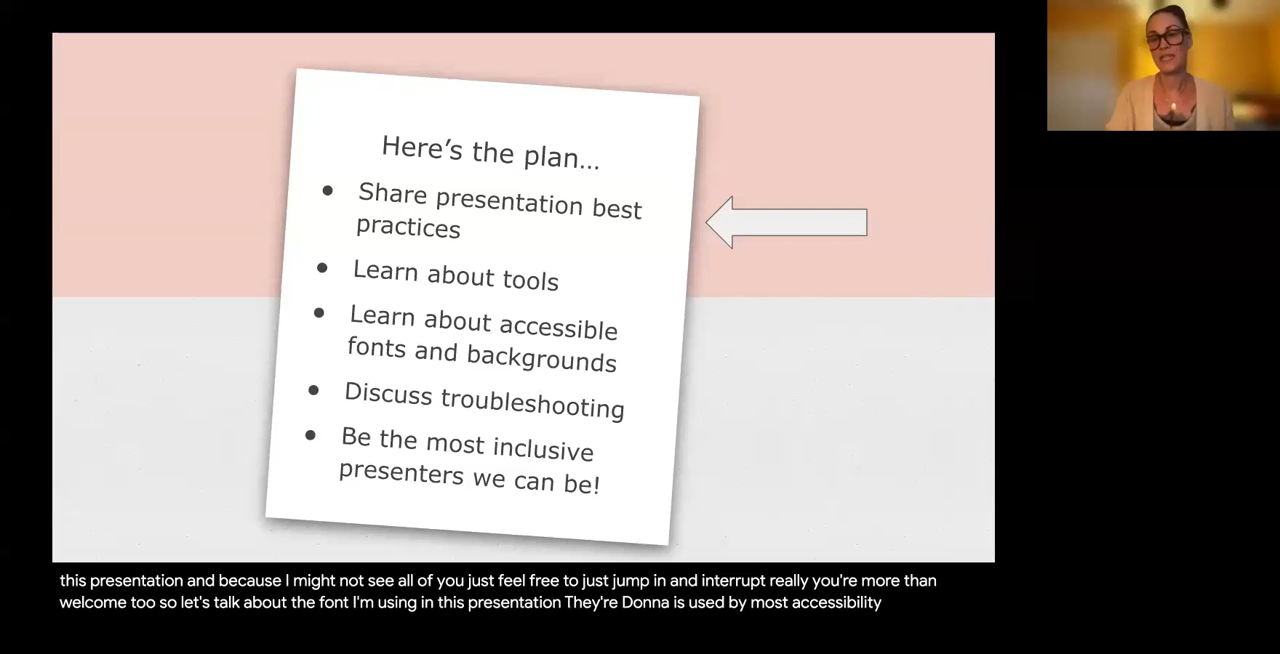 Here's the plan...
● Share presentation best
practices
● Learn about tools
● Learn about accessible
fonts and backgrounds
● Discuss troubleshooting
● Be the most inclusive
presenters we can be!
this presentation and because I might not see all of you just feel free to just jump in and interrupt really you're more than
welcome too so let's talk about the font I'm using in this presentation They're Donna is used by most accessibility